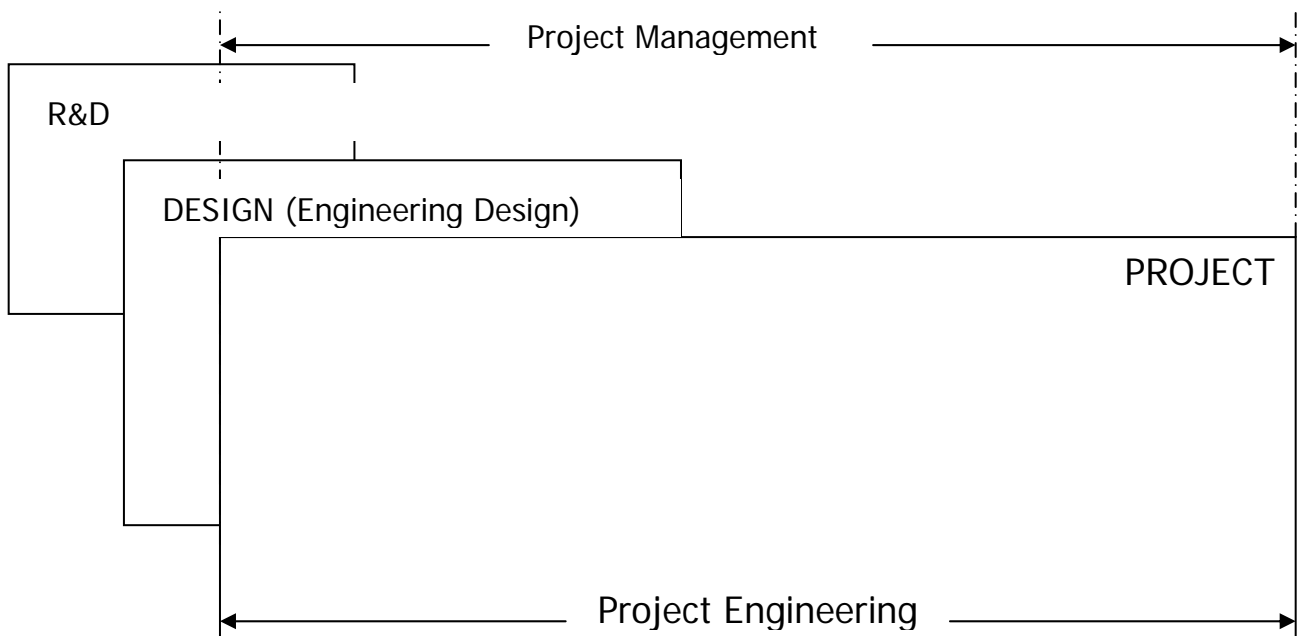 Project Management
R&D
DESIGN (Engineering Design)
PROJECT
Project Engineering